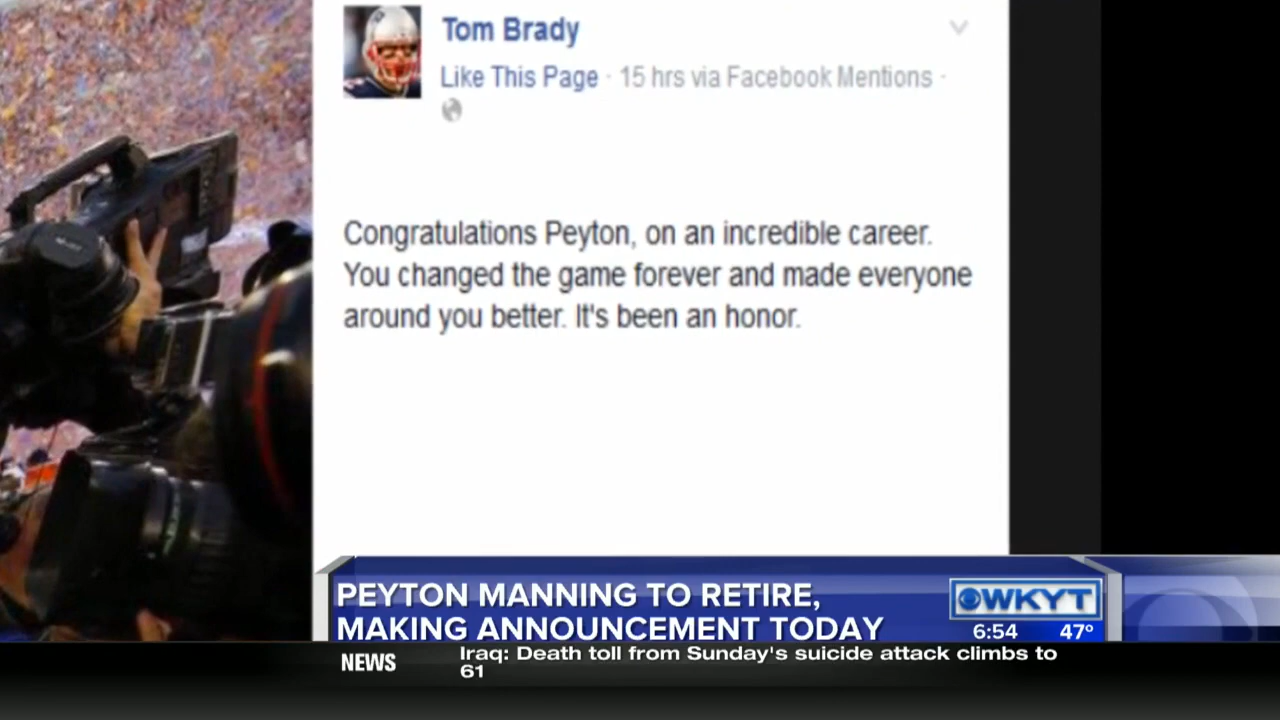 Tom Brady
Like This Page · 15 hrs via Facebook Mentions ·
Congratulations Peyton, on an incredible career.
You changed the game forever and made everyone
around you better. It's been an honor.
PEYTON MANNING TO RETIRE,
MAKING ANNOUNCEMENT TODAY
WKYT
6:54 47°
NEWS
Iraq: Death toll from Sunday's suicide attack climbs to
61